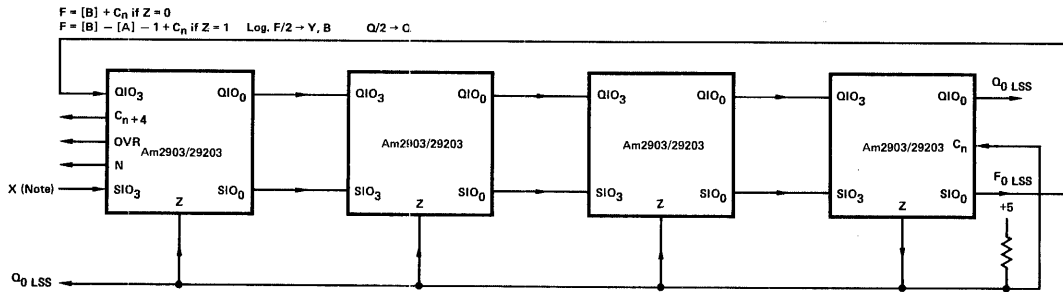 F = [B] + Cn if Z = 0
F = [B] − [A] − 1 + Cn if Z = 1 Log. F/2 → Y, B Q/2 → Q
QIO3 QIO0 QIO3 QIO0 QIO3 QIO0 QIO3 QIO0 Q0 LSS
Cn+4
OVR Am2903/29203 Am2903/29203 Am2903/29203 Am2903/29203 Cn
N
X (Note) SIO3 SIO0 SIO3 SIO0 SIO3 SIO0 SIO3 SIO0 F0 LSS
Z Z Z Z +5
Q0 LSS